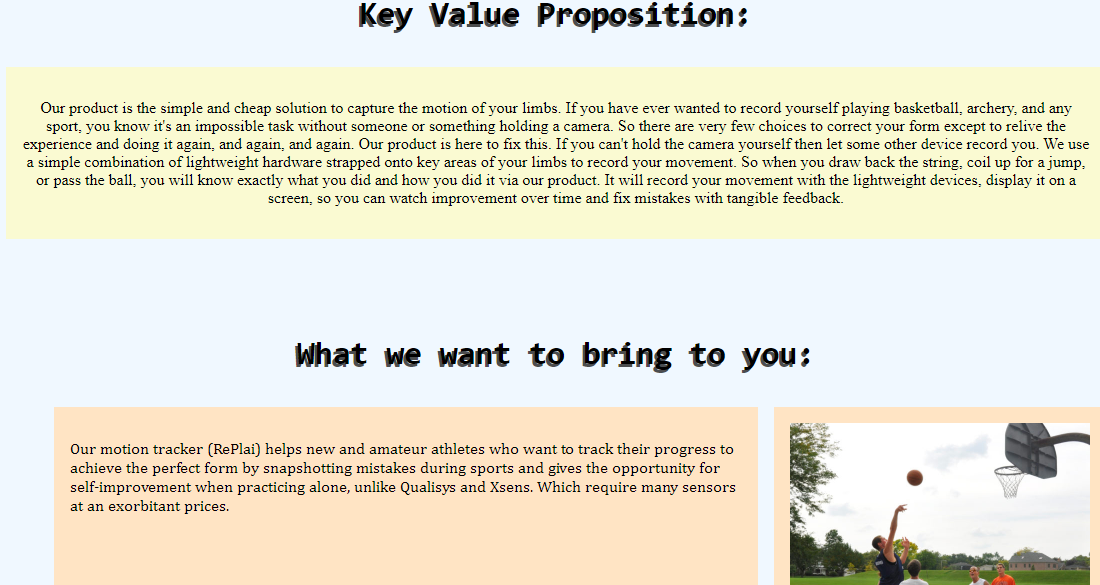 Key Value Proposition:
Our product is the simple and cheap solution to capture the motion of your limbs. If you have ever wanted to record yourself playing basketball, archery, and any
sport, you know it's an impossible task without someone or something holding a camera. So there are very few choices to correct your form except to relive the
experience and doing it again, and again, and again. Our product is here to fix this. If you can't hold the camera yourself then let some other device record you. We use
a simple combination of lightweight hardware strapped onto key areas of your limbs to record your movement. So when you draw back the string, coil up for a jump,
or pass the ball, you will know exactly what you did and how you did it via our product. It will record your movement with the lightweight devices, display it on a
screen, so you can watch improvement over time and fix mistakes with tangible feedback.
What we want to bring to you:
Our motion tracker (RePlai) helps new and amateur athletes who want to track their progress to
achieve the perfect form by snapshotting mistakes during sports and gives the opportunity for
self-improvement when practicing alone, unlike Qualisys and Xsens. Which require many sensors
at an exorbitant prices.